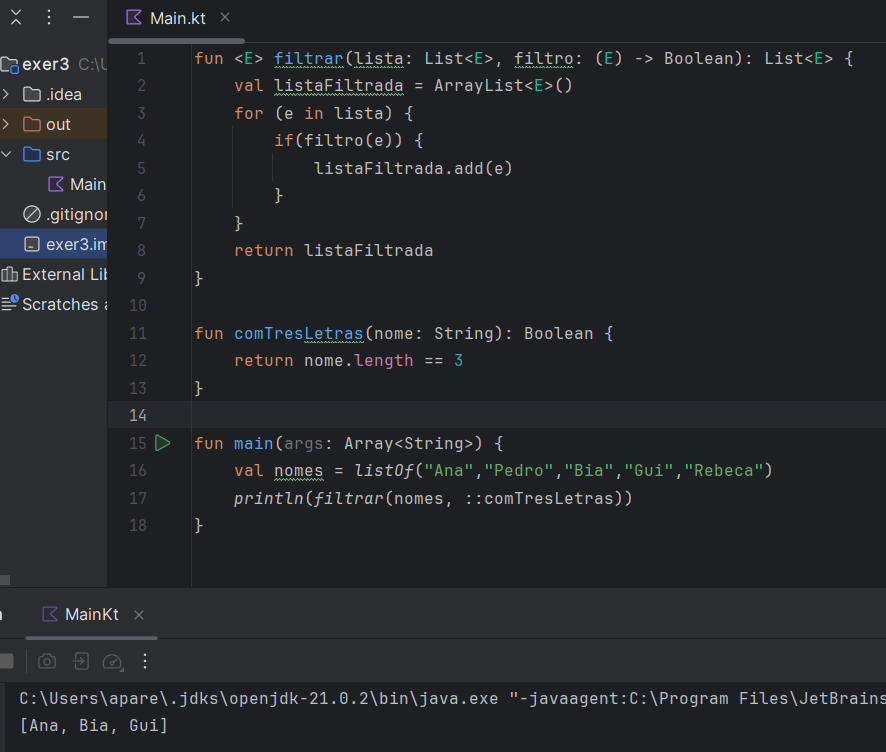 Main.kt
exer3 C:\U
.idea
out
src
Main
.gitignor
exer3.im
External Lib
Scratches a
1 fun <E> filtrar(lista: List<E>, filtro: (E) -> Boolean): List<E> {
2 val listaFiltrada = ArrayList<E>()
3 for (e in lista) {
4 if(filtro(e)) {
5 listaFiltrada.add(e)
6 }
7 }
8 return listaFiltrada
9 }
10
11 fun comTresLetras(nome: String): Boolean {
12 return nome.length == 3
13 }
14
15 fun main(args: Array<String>) {
16 val nomes = listOf("Ana","Pedro","Bia","Gui","Rebeca")
17 println(filtrar(nomes, ::comTresLetras))
18 }
MainKt
C:\Users\apare\.jdks\openjdk-21.0.2\bin\java.exe "-javaagent:C:\Program Files\JetBrains
[Ana, Bia, Gui]